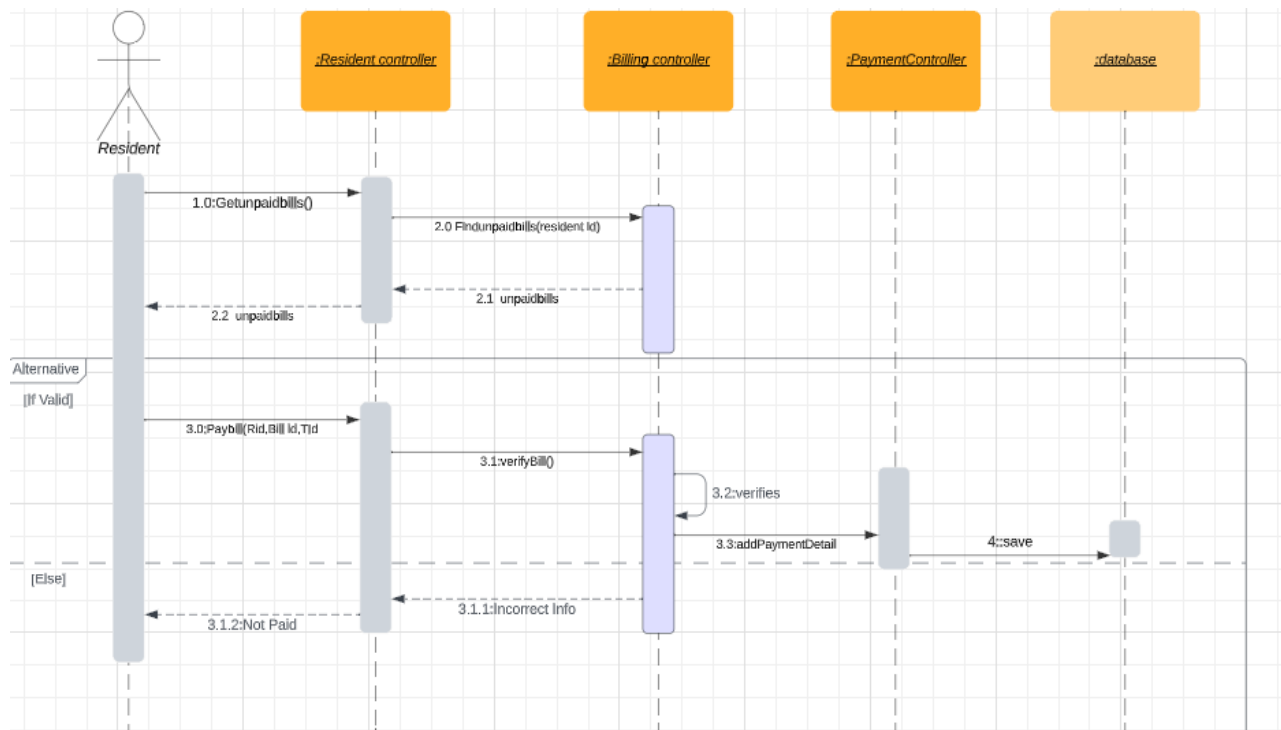 :Resident controller
:Billing controller
:PaymentController
:database
Resident
1.0:Getunpaidbills()
2.0 Findunpaidbills(resident Id)
2.1 unpaidbills
2.2 unpaidbills
Alternative
[If Valid]
3.0:Paybill(Rid,Bill Id,TId
3.1:verifyBill()
3.2:verifies
3.3:addPaymentDetail
4::save
[Else]
3.1.1:Incorrect Info
3.1.2:Not Paid